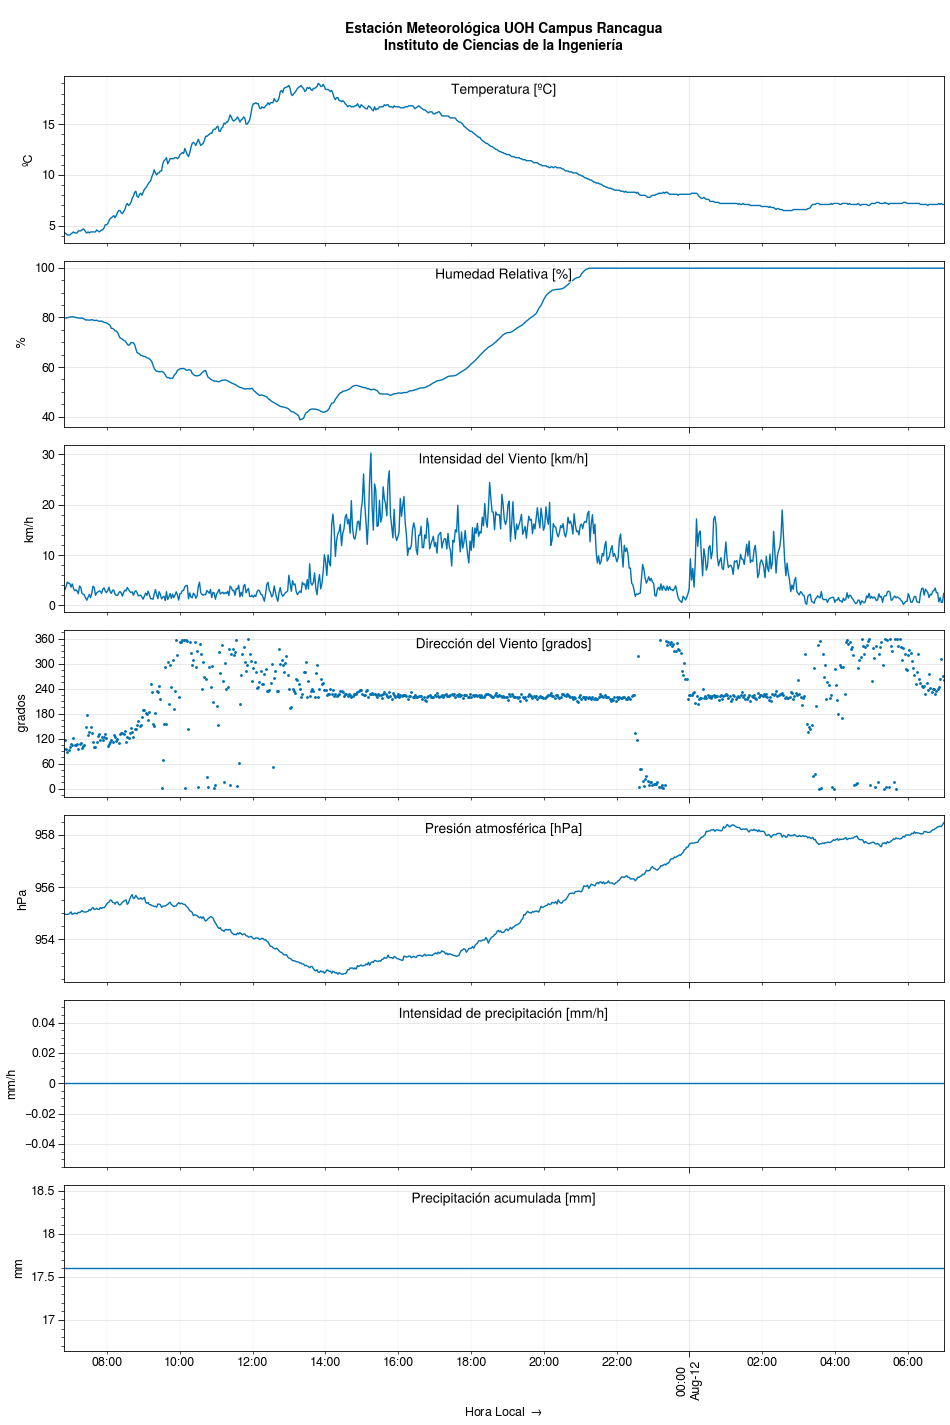 Estación Meteorológica UOH Campus Rancagua
Instituto de Ciencias de la Ingeniería
Temperatura [ºC]
ºC
15
10
5
Humedad Relativa [%]
%
100
80
60
40
Intensidad del Viento [km/h]
km/h
30
20
10
0
Dirección del Viento [grados]
grados
360
300
240
180
120
60
0
Presión atmosférica [hPa]
hPa
958
956
954
Intensidad de precipitación [mm/h]
mm/h
0.04
0.02
0
−0.02
−0.04
Precipitación acumulada [mm]
mm
18.5
18
17.5
17
08:00 10:00 12:00 14:00 16:00 18:00 20:00 22:00 00:00 02:00 04:00 06:00
Aug-12
Hora Local →